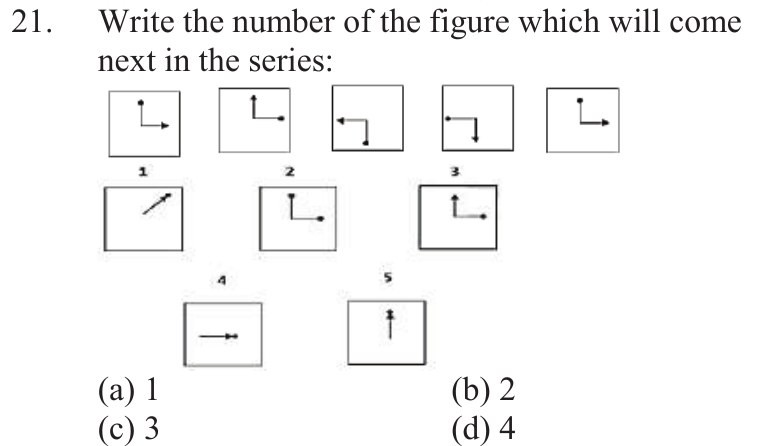 21. Write the number of the figure which will come
next in the series:
1 2 3
4 5
(a) 1 (b) 2
(c) 3 (d) 4